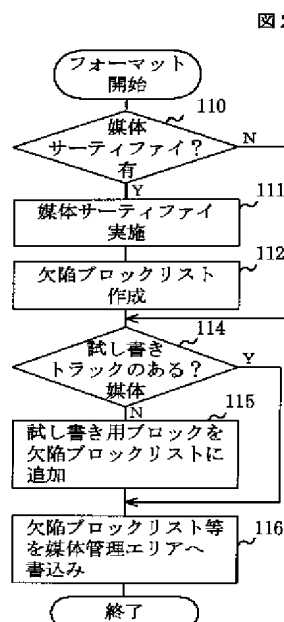 図2
フォーマット
開始
110
媒体
サーティファイ?
有
N
Y
111
媒体サーティファイ
実施
112
欠陥ブロックリスト
作成
114
試し書き
トラックのある?
媒体
Y
N
115
試し書き用ブロックを
欠陥ブロックリストに
追加
116
欠陥ブロックリスト等
を媒体管理エリアへ
書込み
終了